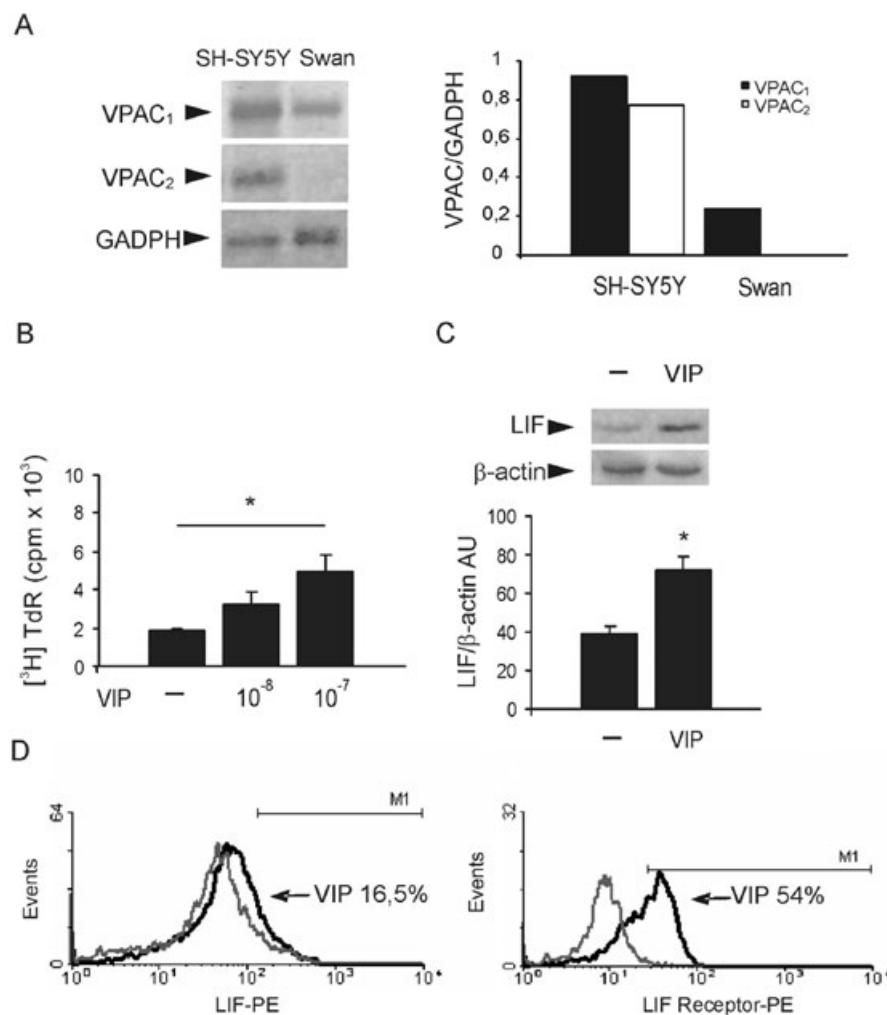 A
SH-SY5Y Swan
VPAC₁
VPAC₂
GADPH
VPAC/GADPH
1
0,8
0,6
0,4
0,2
0
VPAC₁
VPAC₂
SH-SY5Y Swan
B
[³H] TdR (cpm x 10³)
10
8
6
4
2
0
*
VIP – 10⁻⁸ 10⁻⁷
C
– VIP
LIF
β-actin
LIF/β-actin AU
100
80
60
40
20
0
*
– VIP
D
Events
64
0
M1
VIP 16,5%
10⁰ 10¹ 10² 10³ 10⁴
LIF-PE
Events
32
0
M1
VIP 54%
10⁰ 10¹ 10² 10³
LIF Receptor-PE